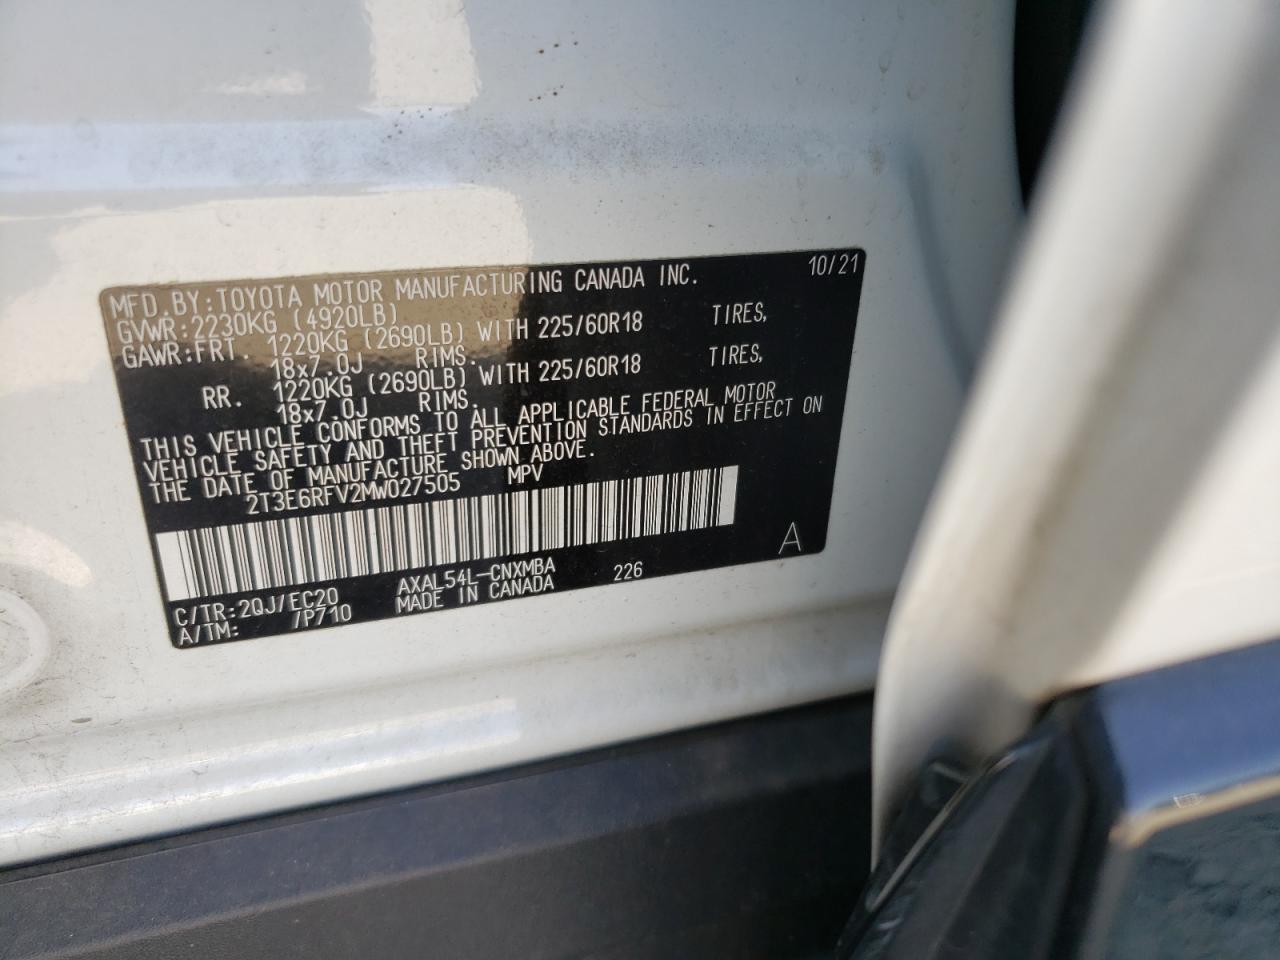 MFD.BY:TOYOTA MOTOR MANUFACTURING CANADA INC. 10/21
GVWR:2230KG (4920LB)
GAWR:FRT. 1220KG (2690LB) WITH 225/60R18 TIRES,
18x7.0J RIMS.
RR. 1220KG (2690LB) WITH 225/60R18 TIRES,
18x7.0J RIMS.
THIS VEHICLE CONFORMS TO ALL APPLICABLE FEDERAL MOTOR
VEHICLE SAFETY AND THEFT PREVENTION STANDARDS IN EFFECT ON
THE DATE OF MANUFACTURE SHOWN ABOVE.
2T3E6RFV2MW027505 MPV
A
C/TR:2QJ/EC20 AXAL54L-CNXMBA 226
A/TM: /P710 MADE IN CANADA